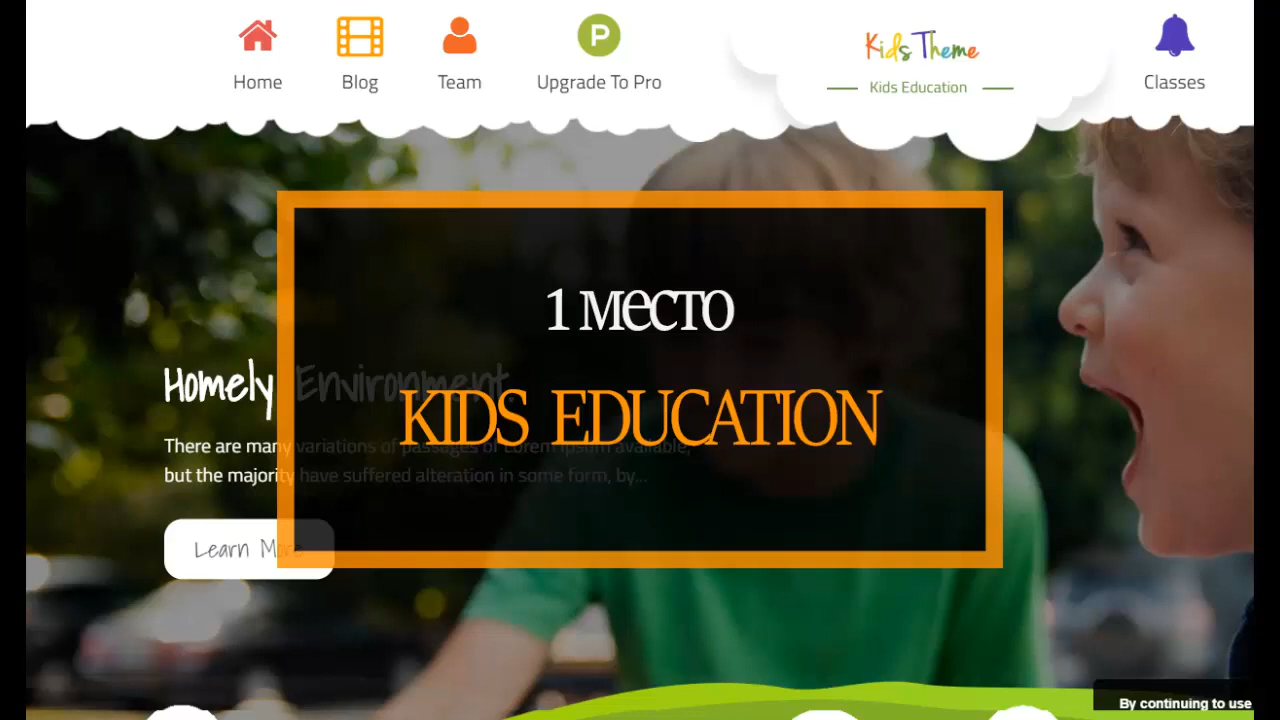 Home
Blog
Team
P
Upgrade To Pro
Kids Theme
Kids Education
Classes
1 место
KIDS EDUCATION
Homely Environment.
There are many variations of passages of Lorem Ipsum available,
but the majority have suffered alteration in some form, by...
Learn More
By continuing to use